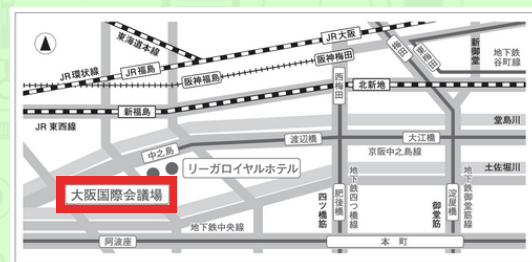 東海道本線
JR大阪
阪神梅田
梅田
東梅田
新御堂
地下鉄
谷町線
JR環状線
JR福島
阪神福島
西梅田
北新地
新福島
JR東西線
堂島川
渡辺橋
大江橋
中之島
京阪中之島線
土佐堀川
リーガロイヤルホテル
大阪国際会議場
四ツ橋筋
肥後橋
地下鉄四つ橋線
御堂筋
淀屋橋
地下鉄御堂筋線
地下鉄中央線
阿波座
本町